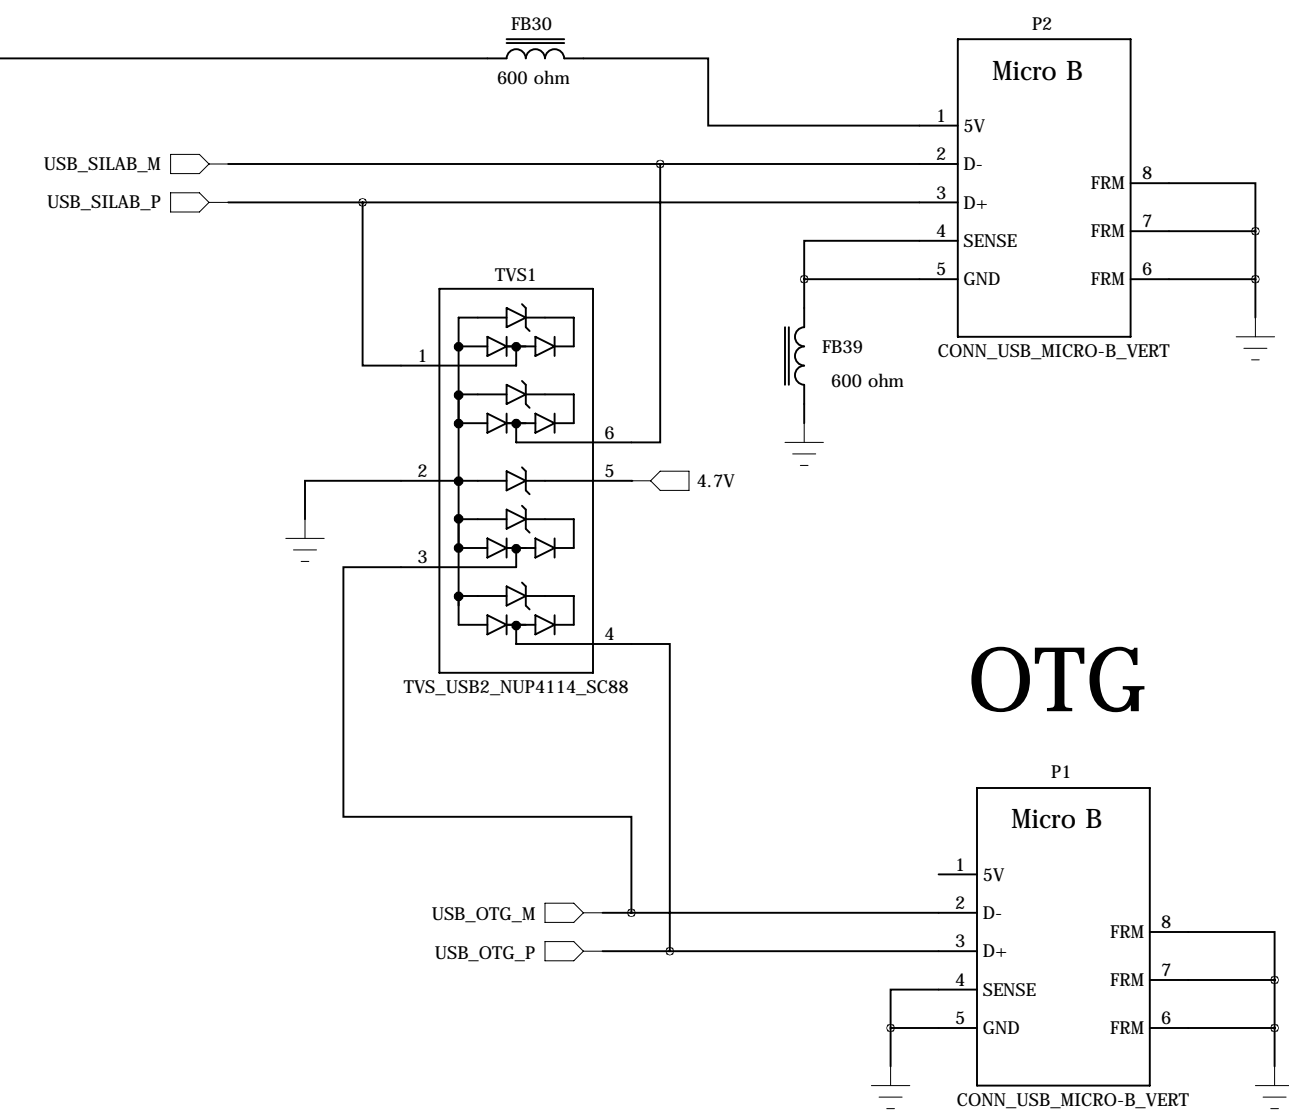 FB30
600 ohm
P2
Micro B
1
5V
USB_SILAB_M
2
D-
USB_SILAB_P
3
D+
4
SENSE
5
GND
FRM
8
FRM
7
FRM
6
CONN_USB_MICRO-B_VERT
FB39
600 ohm
TVS1
1
6
2
5
4.7V
3
4
TVS_USB2_NUP4114_SC88
OTG
P1
Micro B
1
5V
USB_OTG_M
2
D-
USB_OTG_P
3
D+
4
SENSE
5
GND
FRM
8
FRM
7
FRM
6
CONN_USB_MICRO-B_VERT